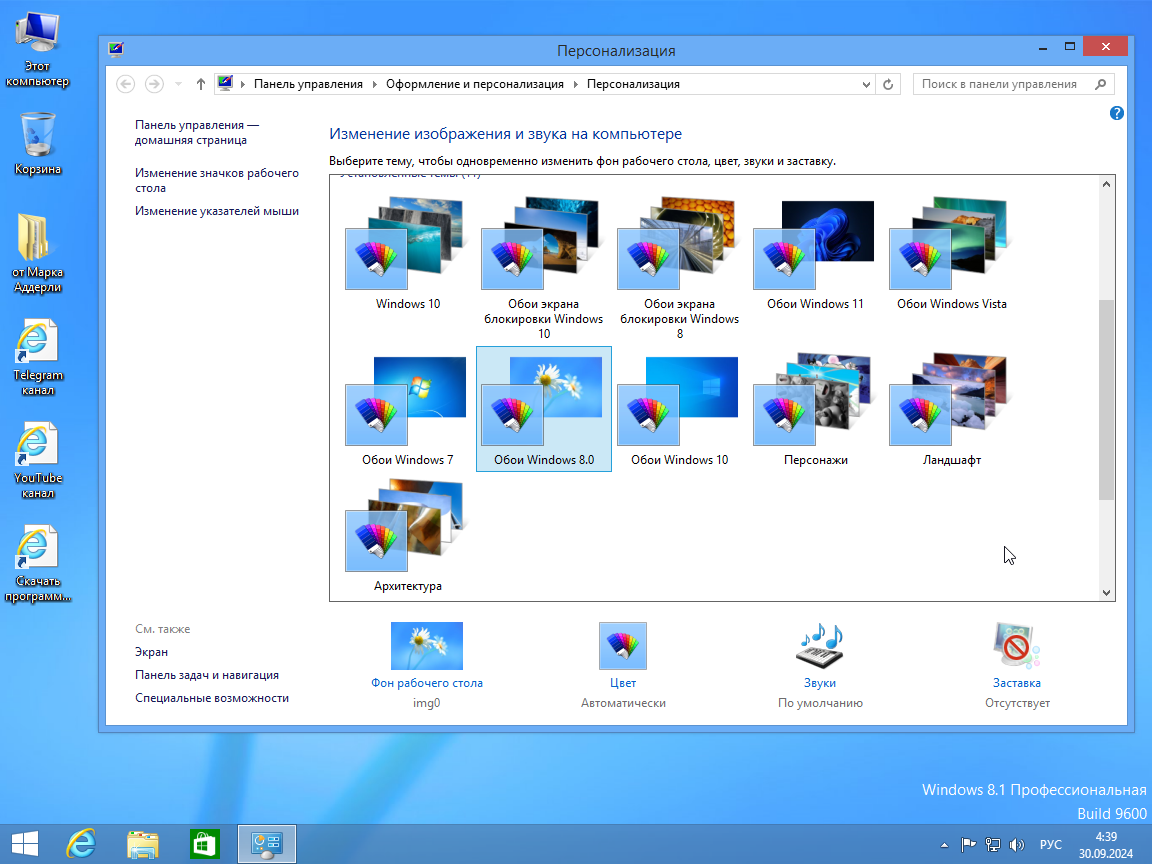 Этот
компьютер
Корзина
от Марка
Аддерли
Telegram
канал
YouTube
канал
Скачать
программ...
Персонализация
Панель управления
Оформление и персонализация
Персонализация
Поиск в панели управления
Панель управления —
домашняя страница
Изменение значков рабочего
стола
Изменение указателей мыши
Изменение изображения и звука на компьютере
Выберите тему, чтобы одновременно изменить фон рабочего стола, цвет, звуки и заставку.
Установленные темы (11)
Windows 10
Обои экрана
блокировки Windows
10
Обои экрана
блокировки Windows
8
Обои Windows 11
Обои Windows Vista
Обои Windows 7
Обои Windows 8.0
Обои Windows 10
Персонажи
Ландшафт
Архитектура
См. также
Экран
Панель задач и навигация
Специальные возможности
Фон рабочего стола
img0
Цвет
Автоматически
Звуки
По умолчанию
Заставка
Отсутствует
Windows 8.1 Профессиональная
Build 9600
РУС
4:39
30.09.2024